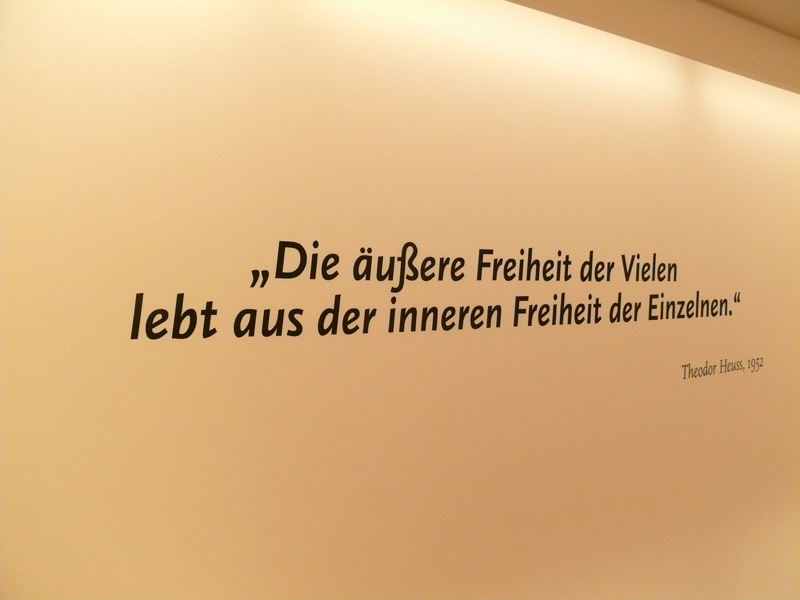 „Die äußere Freiheit der Vielen
lebt aus der inneren Freiheit der Einzelnen.“
Theodor Heuss, 1952